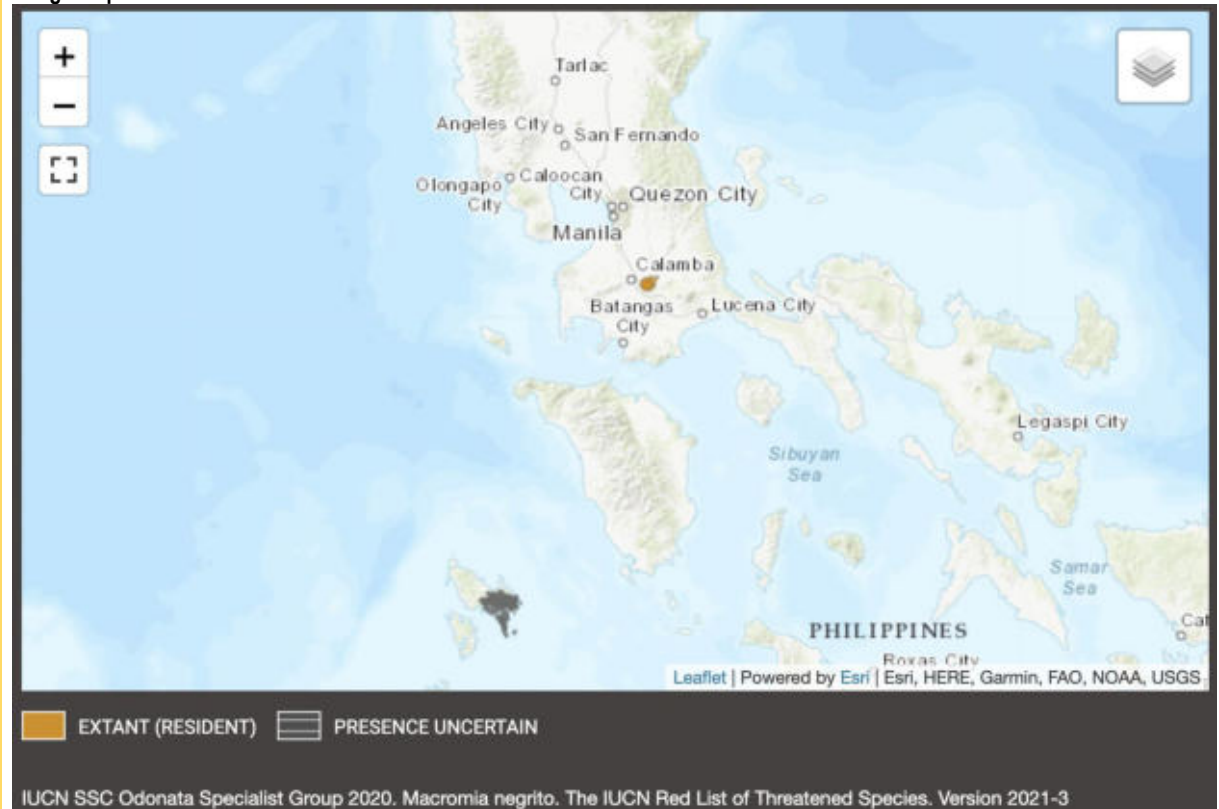 +
Tarlac
−
Angeles City
San Fernando
Caloocan
City
Olongapo
City
Quezon City
Manila
Calamba
Batangas
City
Lucena City
Legaspi City
Sibuyan
Sea
Samar
Sea
PHILIPPINES
Cat
Roxas City
Leaflet | Powered by Esri | Esri, HERE, Garmin, FAO, NOAA, USGS
EXTANT (RESIDENT) PRESENCE UNCERTAIN
IUCN SSC Odonata Specialist Group 2020. Macromia negrito. The IUCN Red List of Threatened Species. Version 2021-3